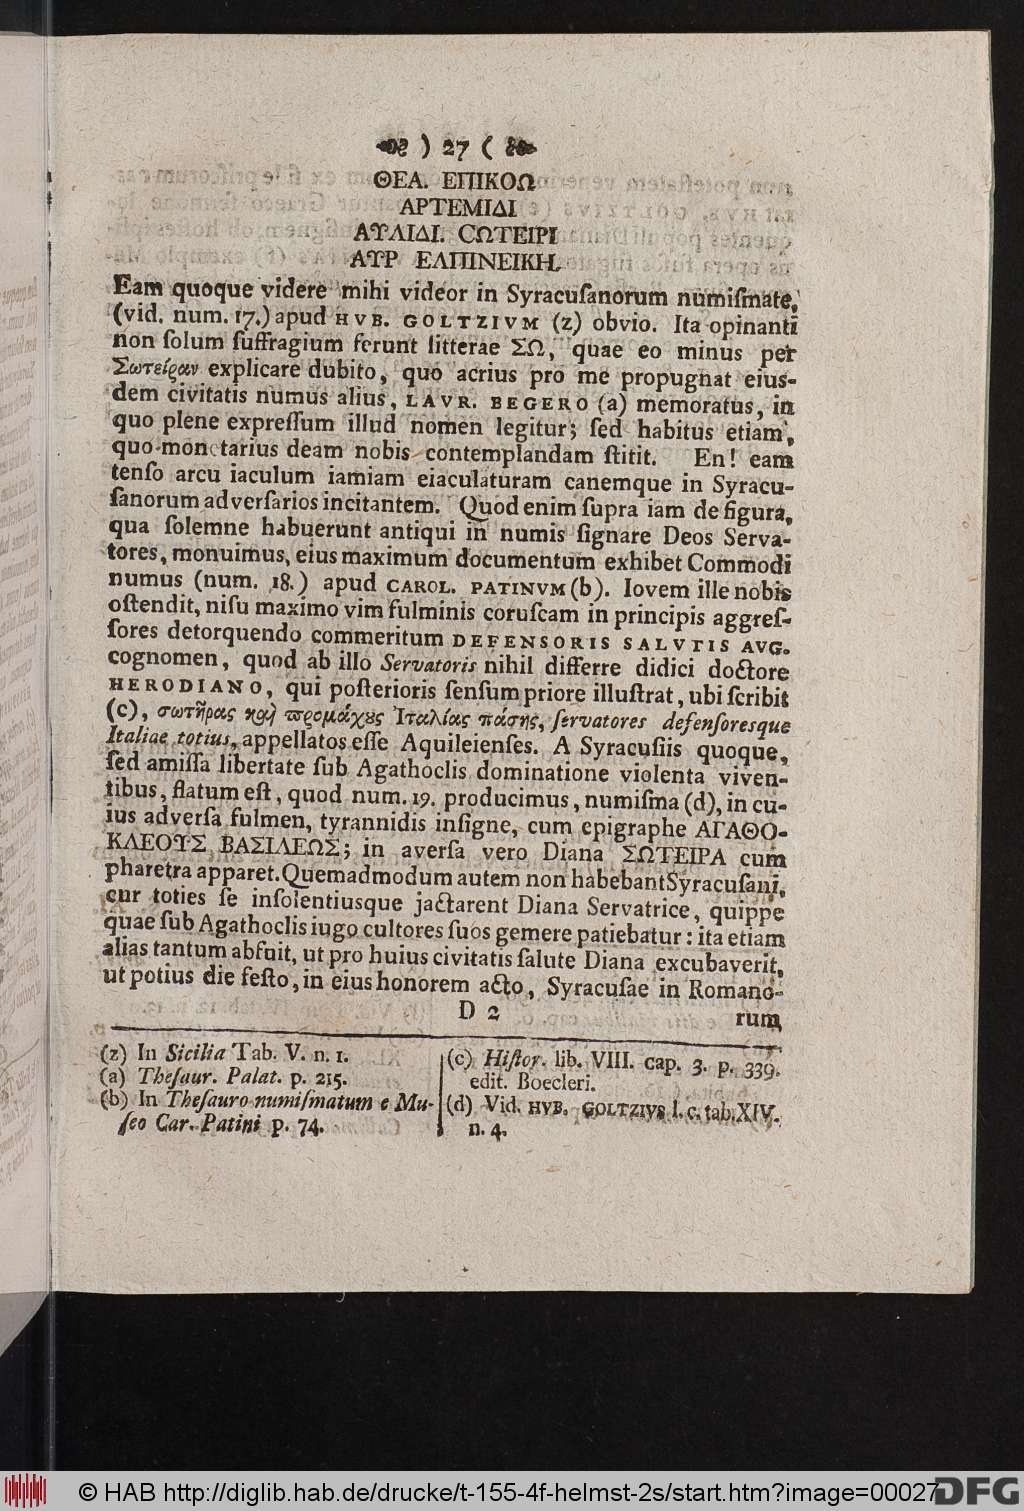 ) 27 (
ΘΕΑ. ΕΠΙΚΟΩ
ΑΡΤΕΜΙΔΙ
ΑΥΛΙΔΙ. CΩΤΕΙΡΙ
ΑΥΡ ΕΛΠΙΝΕΙΚΗ.
Eam quoque videre mihi videor in Syracuſanorum numiſmate,
(vid. num. 17.) apud HVB. GOLTZIVM (z) obvio. Ita opinanti
non ſolum ſuffragium ferunt litterae ΣΩ, quae eo minus per
Σωτείραν explicare dubito, quo acrius pro me propugnat eius-
dem civitatis numus alius, LAVR. BEGERO (a) memoratus, in
quo plene expreſſum illud nomen legitur; ſed habitus etiam,
quo monetarius deam nobis contemplandam ſtitit. En! eam
tenſo arcu iaculum iamiam eiaculaturam canemque in Syracu-
ſanorum adverſarios incitantem. Quod enim ſupra iam de figura,
qua ſolemne habuerunt antiqui in numis ſignare Deos Serva-
tores, monuimus, eius maximum documentum exhibet Commodi
numus (num. 18.) apud CAROL. PATINVM (b). Iovem ille nobis
oſtendit, niſu maximo vim fulminis coruſcam in principis aggreſ-
ſores detorquendo commeritum DEFENSORIS SALVTIS AVG.
cognomen, quod ab illo Servatoris nihil differre didici doctore
HERODIANO, qui poſterioris ſenſum priore illuſtrat, ubi ſcribit
(c), σωτῆρας καὶ προμάχους Ἰταλίας πάσης, ſervatores defenſoresque
Italiae totius, appellatos eſſe Aquileienſes. A Syracuſiis quoque,
ſed amiſſa libertate ſub Agathoclis dominatione violenta viven-
tibus, flatum eſt, quod num. 19. producimus, numiſma (d), in cu-
ius adverſa fulmen, tyrannidis inſigne, cum epigraphe ΑΓΑΘΟ-
ΚΛΕΟΥΣ ΒΑΣΙΛΕΩΣ; in averſa vero Diana ΣΩΤΕΙΡΑ cum
pharetra apparet. Quemadmodum autem non habebant Syracuſani,
cur toties ſe inſolentiusque jactarent Diana Servatrice, quippe
quae ſub Agathoclis iugo cultores ſuos gemere patiebatur: ita etiam
alias tantum abfuit, ut pro huius civitatis ſalute Diana excubaverit,
ut potius die feſto, in eius honorem acto, Syracuſae in Romano-
D 2
rum
(z) In Sicilia Tab. V. n. 1.
(a) Theſaur. Palat. p. 215.
(b) In Theſauro numiſmatum e Mu-
ſeo Car. Patini p. 74.
(c) Hiſtor. lib. VIII. cap. 3. p. 339.
edit. Boecleri.
(d) Vid. HVB. GOLTZIVS l. c. tab. XIV.
n. 4.
© HAB http://diglib.hab.de/drucke/t-155-4f-helmst-2s/start.htm?image=00027
DFG